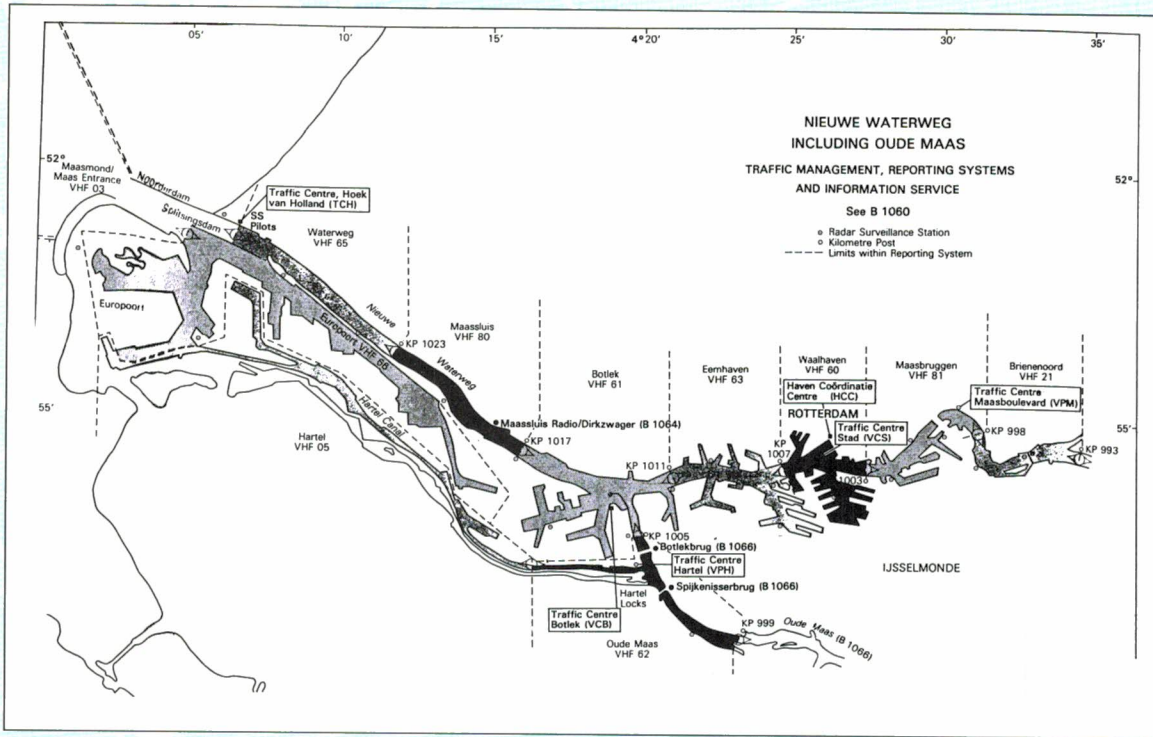 05'
10'
15'
4°20'
25'
30'
35'
NIEUWE WATERWEG
INCLUDING OUDE MAAS
TRAFFIC MANAGEMENT, REPORTING SYSTEMS
AND INFORMATION SERVICE
See B 1060
Radar Surveillance Station
Kilometre Post
Limits within Reporting System
52°
52°
Maasmond/
Maas Entrance
VHF 03
Noorderdam
Splitsingsdam
Traffic Centre, Hoek
van Holland (TCH)
SS
Pilots
Waterweg
VHF 65
Europoort
Europoort VHF 66
Nieuwe
Waterweg
KP 1023
Maassluis
VHF 80
Botlek
VHF 61
Eemhaven
VHF 63
Waalhaven
VHF 60
Maasbruggen
VHF 81
Brienenoord
VHF 21
Haven Coördinatie
Centre (HCC)
ROTTERDAM
Traffic Centre
Stad (VCS)
Traffic Centre
Maasboulevard (VPM)
55'
55'
Hartel Canal
Hartel
VHF 05
Maassluis Radio/Dirkzwager (B 1064)
KP 1017
KP 1011
KP
1007
1003
KP 998
KP 993
KP 1005
Botlekbrug (B 1066)
Traffic Centre
Hartel (VPH)
Spijkenisserbrug (B 1066)
IJSSELMONDE
Hartel
Locks
Traffic Centre
Botlek (VCB)
Oude Maas
VHF 62
KP 999
Oude Maas (B 1066)